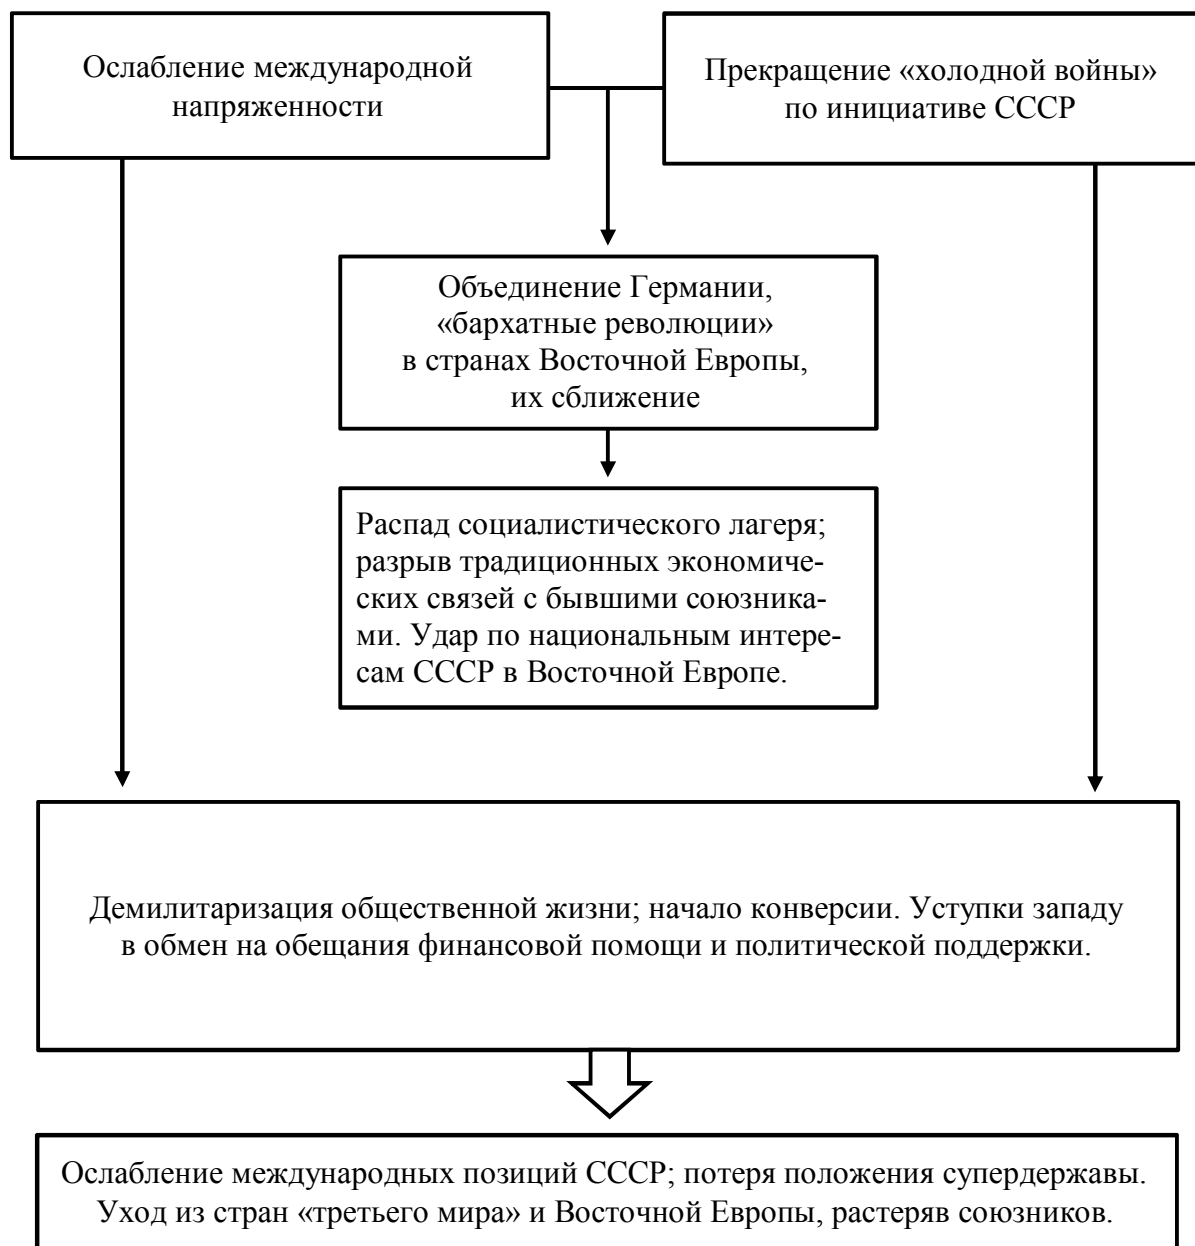 Ослабление международной
напряженности
Прекращение «холодной войны»
по инициативе СССР
Объединение Германии,
«бархатные революции»
в странах Восточной Европы,
их сближение
Распад социалистического лагеря;
разрыв традиционных экономиче-
ских связей с бывшими союзника-
ми. Удар по национальным интере-
сам СССР в Восточной Европе.
Демилитаризация общественной жизни; начало конверсии. Уступки западу
в обмен на обещания финансовой помощи и политической поддержки.
Ослабление международных позиций СССР; потеря положения супердержавы.
Уход из стран «третьего мира» и Восточной Европы, растеряв союзников.